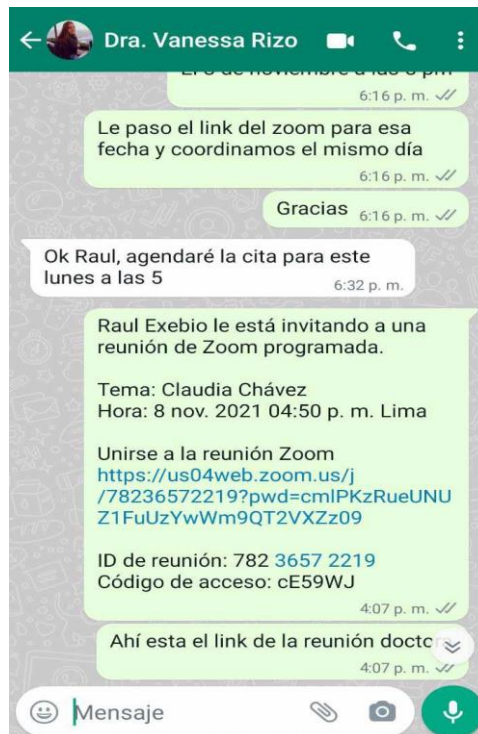 Dra. Vanessa Rizo
6:16 p. m.
Le paso el link del zoom para esa
fecha y coordinamos el mismo día
6:16 p. m.
Gracias 6:16 p. m.
Ok Raul, agendaré la cita para este
lunes a las 5
6:32 p. m.
Raul Exebio le está invitando a una
reunión de Zoom programada.
Tema: Claudia Chávez
Hora: 8 nov. 2021 04:50 p. m. Lima
Unirse a la reunión Zoom
https://us04web.zoom.us/j
/78236572219?pwd=cmlPKzRueUNU
Z1FuUzYwWm9QT2VXZz09
ID de reunión: 782 3657 2219
Código de acceso: cE59WJ
4:07 p. m.
Ahí esta el link de la reunión
4:07 p. m.
Mensaje